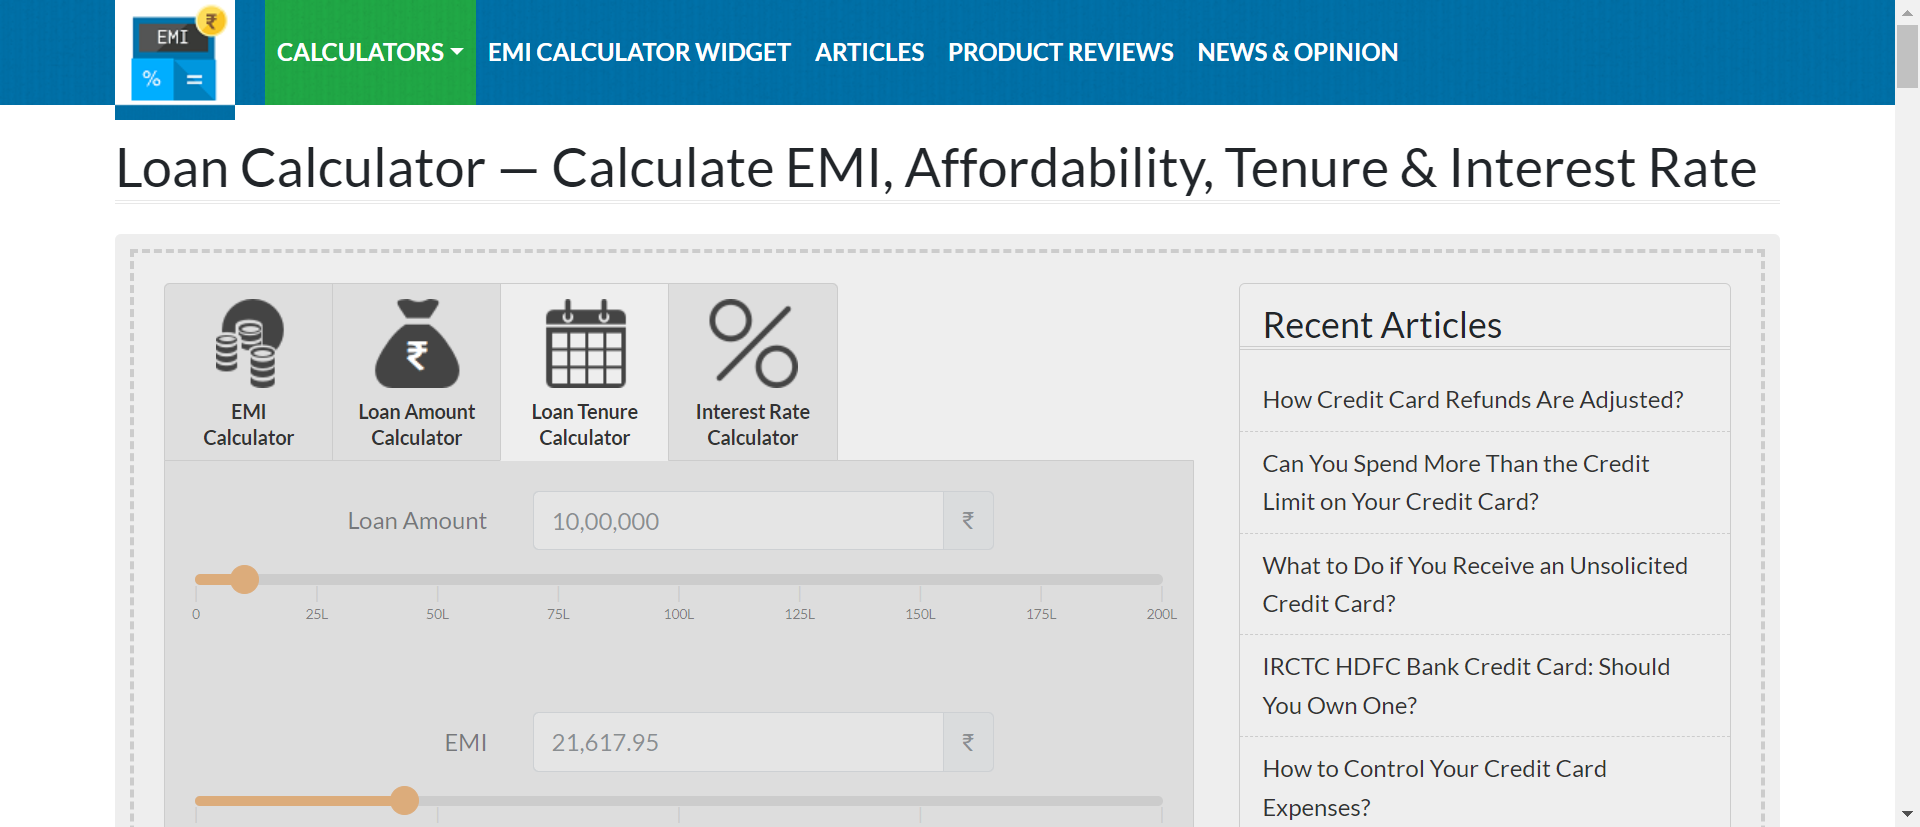 EMI
₹
%
=
CALCULATORS
EMI CALCULATOR WIDGET
ARTICLES
PRODUCT REVIEWS
NEWS & OPINION
Loan Calculator — Calculate EMI, Affordability, Tenure & Interest Rate
EMI
Calculator
₹
Loan Amount
Calculator
Loan Tenure
Calculator
Interest Rate
Calculator
Loan Amount
10,00,000
₹
0
25L
50L
75L
100L
125L
150L
175L
200L
EMI
21,617.95
₹
Recent Articles
How Credit Card Refunds Are Adjusted?
Can You Spend More Than the Credit
Limit on Your Credit Card?
What to Do if You Receive an Unsolicited
Credit Card?
IRCTC HDFC Bank Credit Card: Should
You Own One?
How to Control Your Credit Card
Expenses?